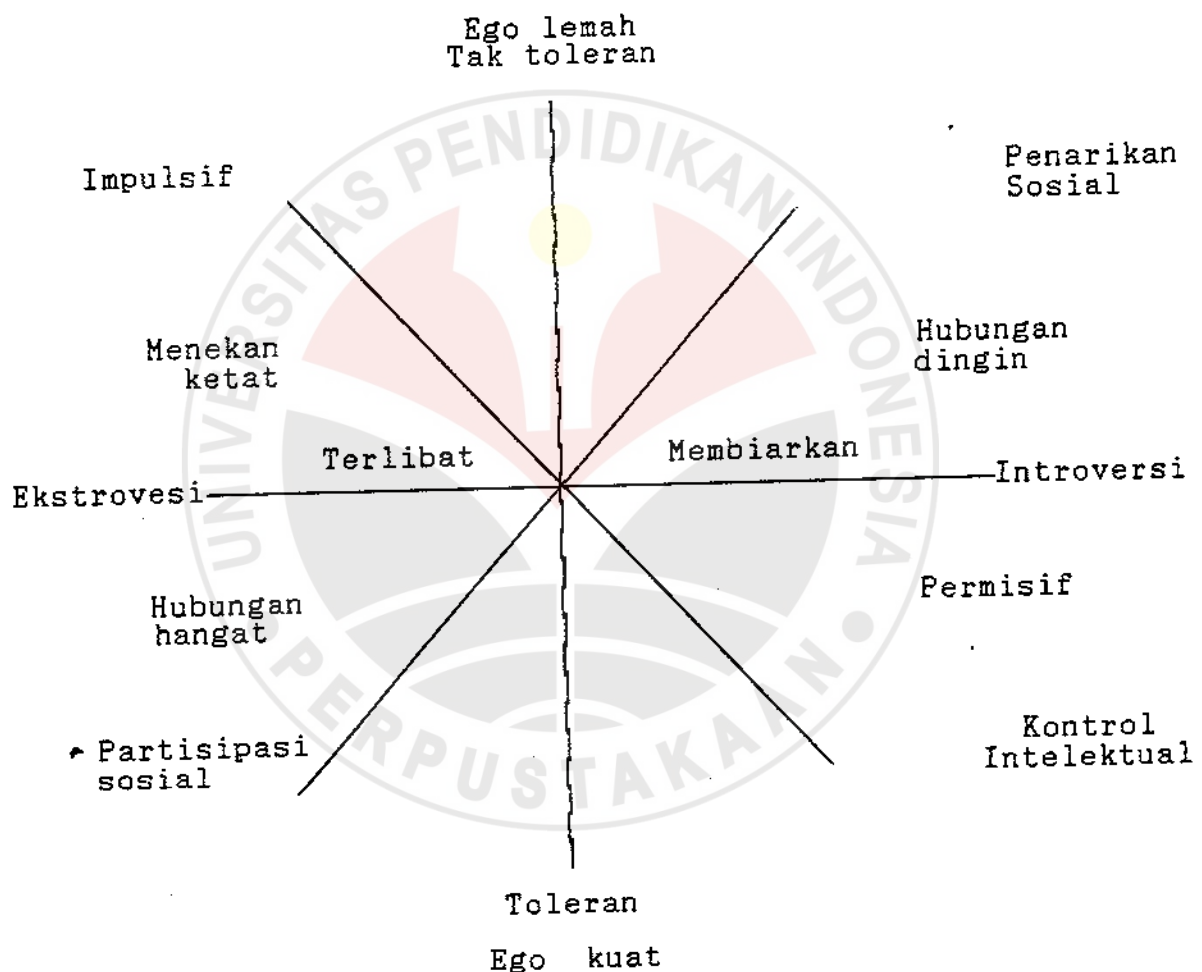 Ego lemah
Tak toleran
Impulsif
Penarikan
Sosial
Menekan
ketat
Hubungan
dingin
Terlibat
Membiarkan
Ekstrovesi
Introversi
Hubungan
hangat
Permisif
Partisipasi
sosial
Kontrol
Intelektual
Toleran
Ego kuat
UNIVERSITAS PENDIDIKAN INDONESIA
PERPUSTAKAAN